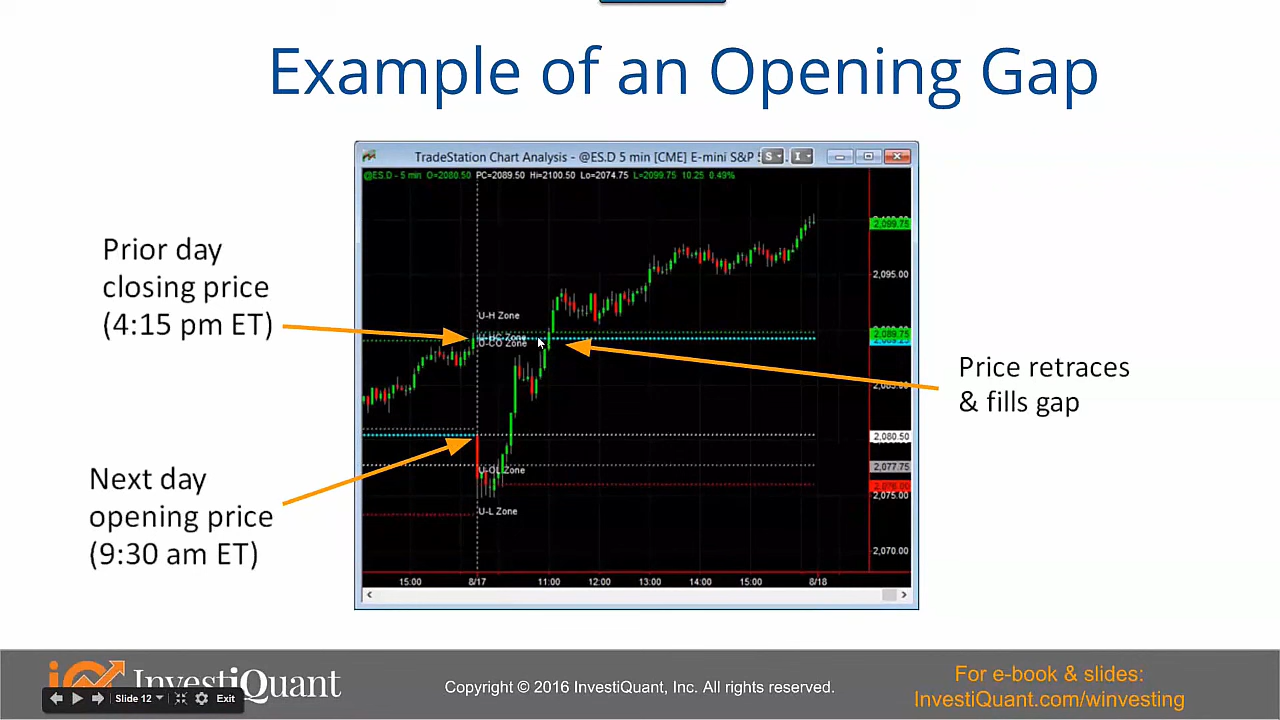 Example of an Opening Gap
TradeStation Chart Analysis - @ES.D 5 min [CME] E-mini S&P
S
I
@ES.D - 5 min O=2080.50 PC=2089.50 Hi=2100.50 Lo=2074.75 L=2099.75 10.25 0.49%
Prior day
closing price
(4:15 pm ET)
Next day
opening price
(9:30 am ET)
U-H Zone
U-HC Zone
U-CO Zone
U-OL Zone
U-L Zone
2,099.75
2,095.00
2,089.75
2,080.50
2,077.75
2,075.00
2,070.00
15:00 8/17 11:00 12:00 13:00 14:00 15:00 8/18
Price retraces
& fills gap
InvestiQuant
Slide 12
Exit
Copyright © 2016 InvestiQuant, Inc. All rights reserved.
For e-book & slides:
InvestiQuant.com/winvesting